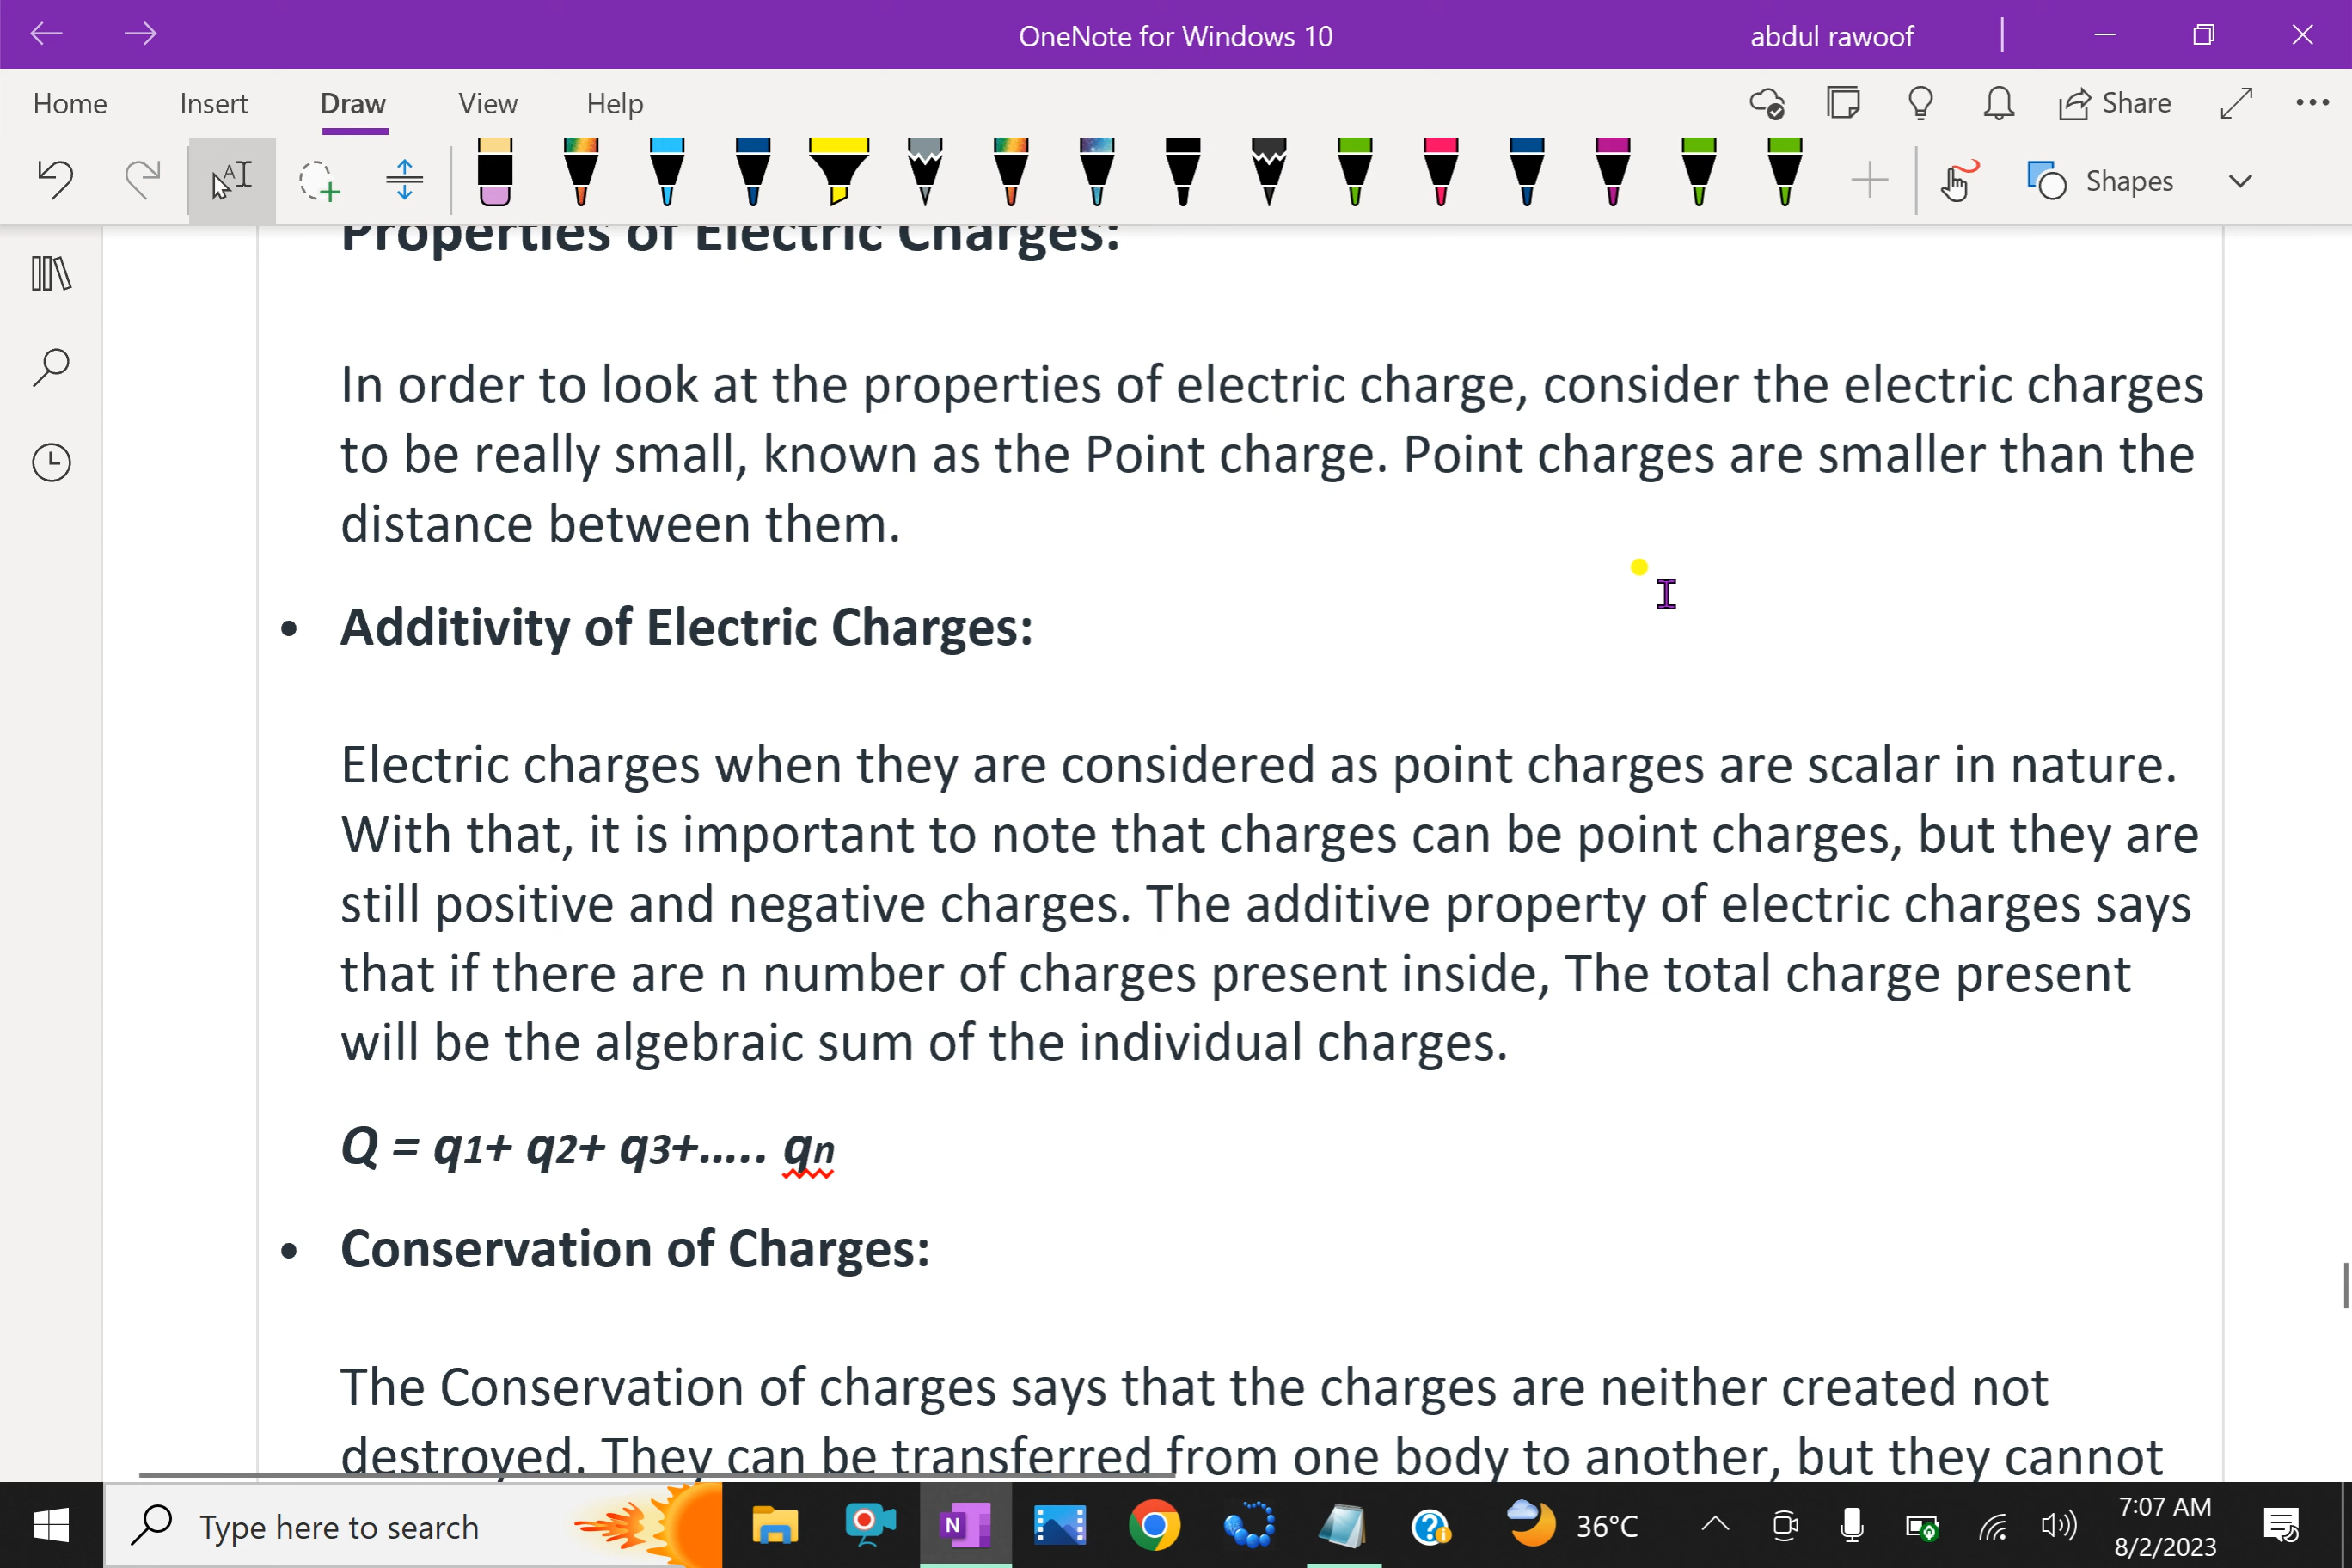 OneNote for Windows 10
abdul rawoof
Home Insert Draw View Help
Share
Shapes
Properties of Electric Charges:
In order to look at the properties of electric charge, consider the electric charges
to be really small, known as the Point charge. Point charges are smaller than the
distance between them.
• Additivity of Electric Charges:
Electric charges when they are considered as point charges are scalar in nature.
With that, it is important to note that charges can be point charges, but they are
still positive and negative charges. The additive property of electric charges says
that if there are n number of charges present inside, The total charge present
will be the algebraic sum of the individual charges.
Q = q1+ q2+ q3+..... qn
• Conservation of Charges:
The Conservation of charges says that the charges are neither created not
destroyed. They can be transferred from one body to another, but they cannot
Type here to search
36°C
7:07 AM
8/2/2023